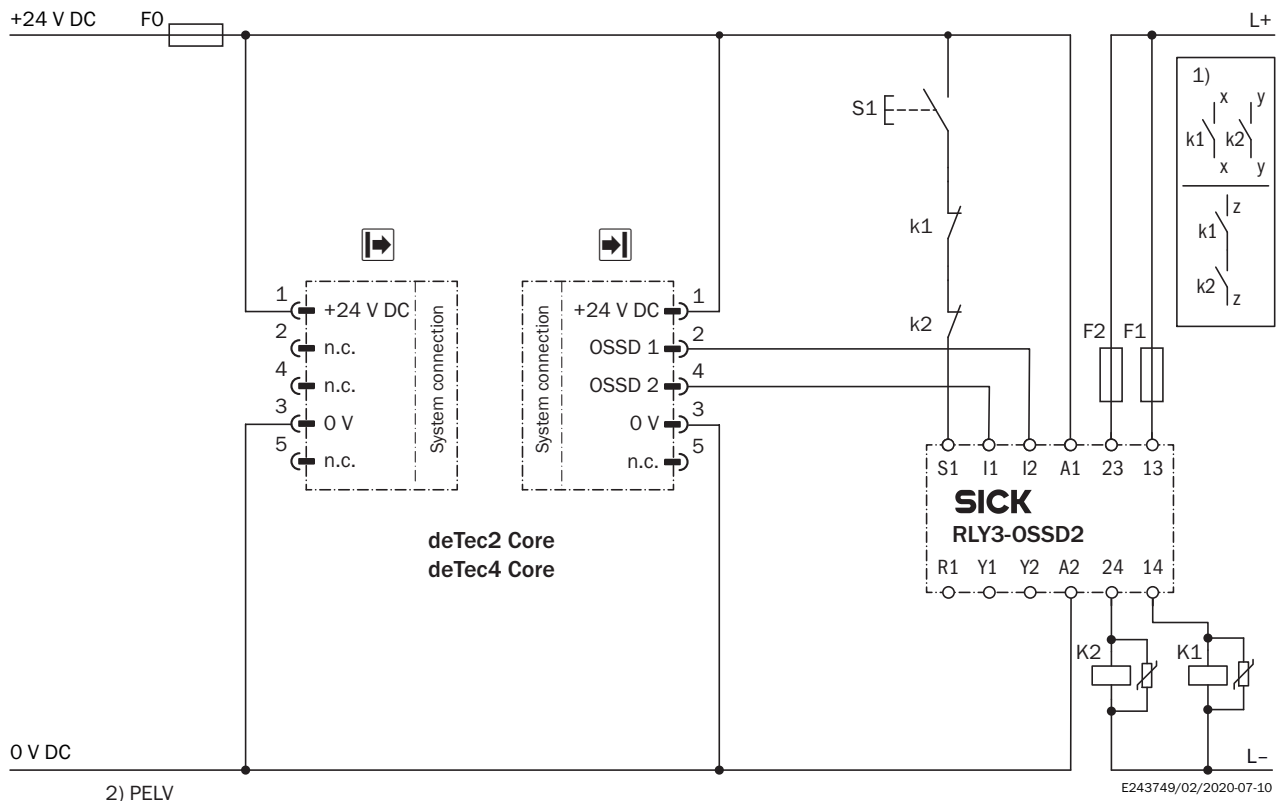 +24 V DC
F0
L+
1)
x
y
k1
k2
x
y
z
k1
k2
z
S1
k1
k2
F2
F1
1
+24 V DC
2
n.c.
4
n.c.
3
0 V
5
n.c.
System connection
System connection
+24 V DC
1
OSSD 1
2
OSSD 2
4
0 V
3
n.c.
5
deTec2 Core
deTec4 Core
S1 I1 I2 A1 23 13
SICK
RLY3-OSSD2
R1 Y1 Y2 A2 24 14
K2
K1
0 V DC
L–
2) PELV
E243749/02/2020-07-10